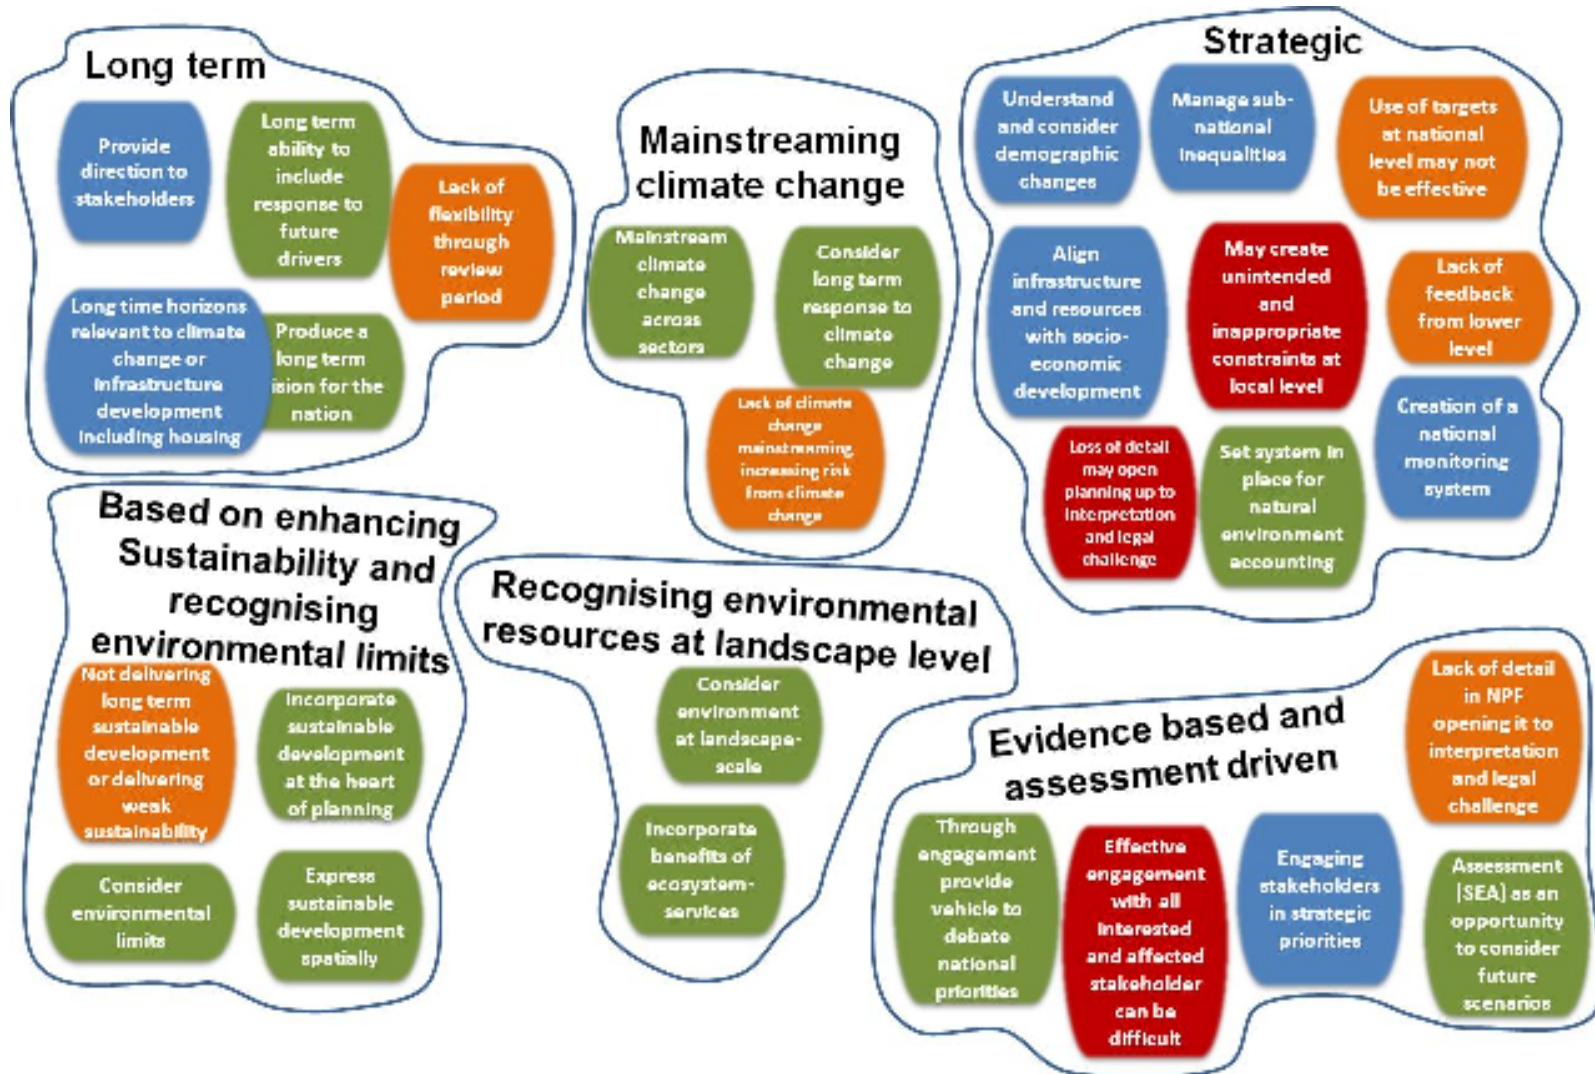 Long term
Provide
direction to
stakeholders
Long term
ability to
include
response to
future
drivers
Lack of
flexibility
through
review
period
Long time horizons
relevant to climate
change or
infrastructure
development
including housing
Produce a
long term
ision for the
nation
Mainstreaming
climate change
Mainstream
climate
change
across
sectors
Consider
long term
response to
climate
change
Lack of climate
change
mainstreaming
increasing risk
from climate
change
Strategic
Understand
and consider
demographic
changes
Manage sub-
national
inequalities
Use of targets
at national
level may not
be effective
Align
infrastructure
and resources
with socio-
economic
development
May create
unintended
and
inappropriate
constraints at
local level
Lack of
feedback
from lower
level
Loss of detail
may open
planning up to
interpretation
and legal
challenge
Set system in
place for
natural
environment
accounting
Creation of a
national
monitoring
system
Based on enhancing
Sustainability and
recognising
environmental limits
Not delivering
long term
sustainable
development
or delivering
weak
sustainability
Incorporate
sustainable
development
at the heart
of planning
Consider
environmental
limits
Express
sustainable
development
spatially
Recognising environmental
resources at landscape level
Consider
environment
at landscape-
scale
Incorporate
benefits of
ecosystem-
services
Evidence based and
assessment driven
Lack of detail
in NPF
opening it to
interpretation
and legal
challenge
Through
engagement
provide
vehicle to
debate
national
priorities
Effective
engagement
with all
interested
and affected
stakeholder
can be
difficult
Engaging
stakeholders
in strategic
priorities
Assessment
[SEA] as an
opportunity
to consider
future
scenarios